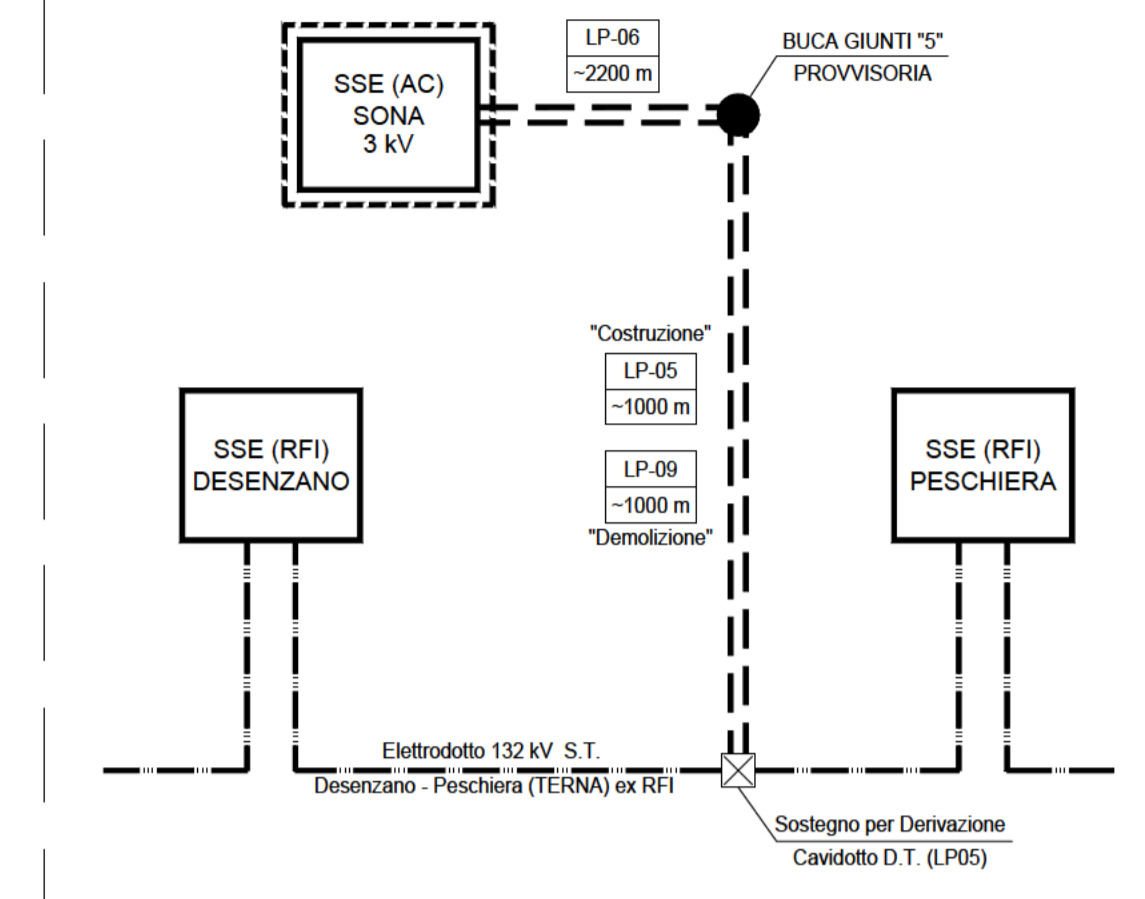 LP-06
~2200 m
BUCA GIUNTI "5"
PROVVISORIA
SSE (AC)
SONA
3 kV
"Costruzione"
LP-05
~1000 m
LP-09
~1000 m
"Demolizione"
SSE (RFI)
DESENZANO
SSE (RFI)
PESCHIERA
Elettrodotto 132 kV S.T.
Desenzano - Peschiera (TERNA) ex RFI
Sostegno per Derivazione
Cavidotto D.T. (LP05)